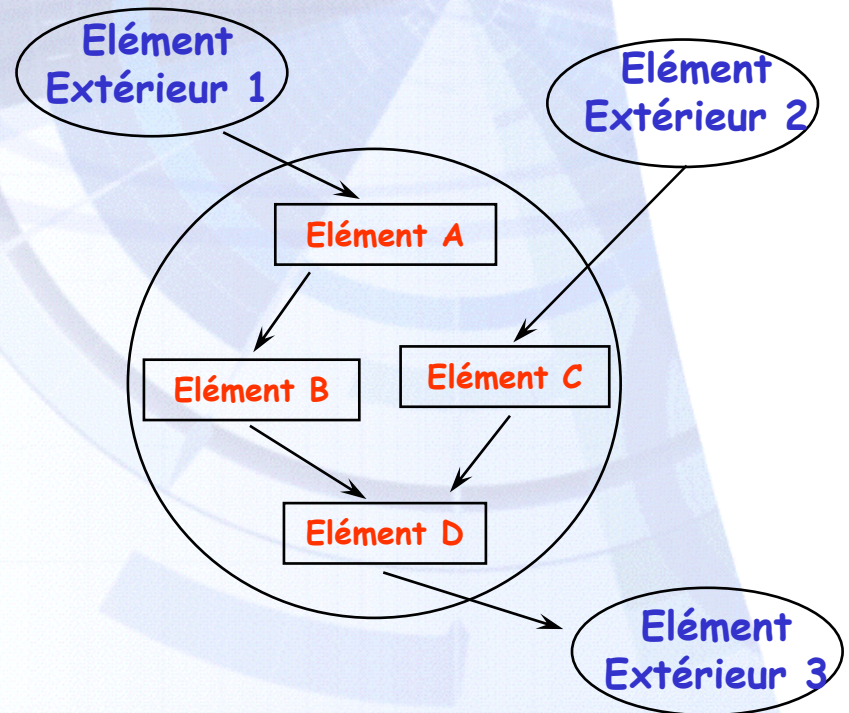 Elément
Extérieur 1
Elément
Extérieur 2
Elément A
Elément B
Elément C
Elément D
Elément
Extérieur 3